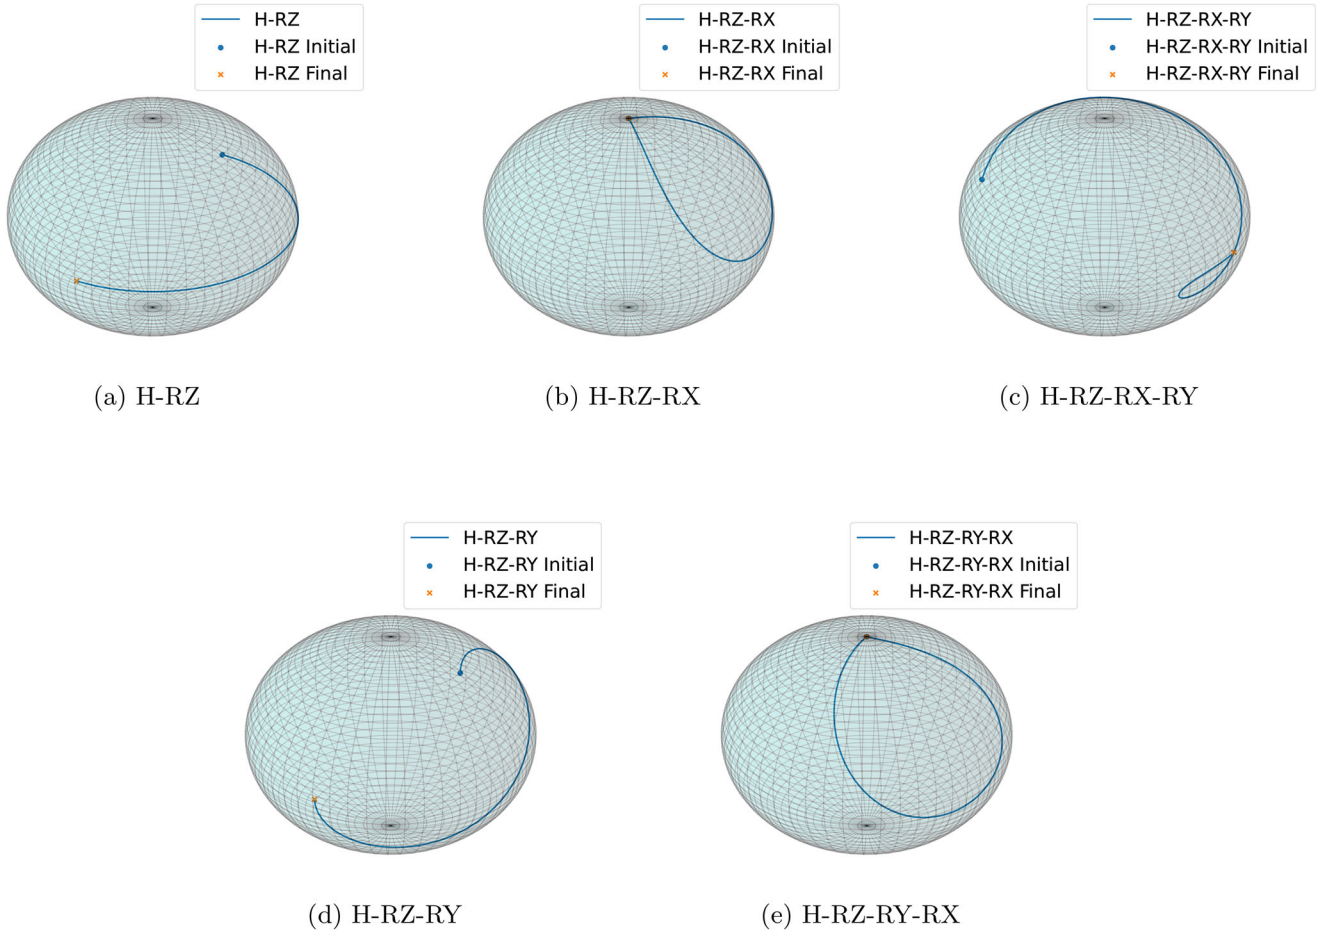 H-RZ
H-RZ Initial
H-RZ Final
H-RZ-RX
H-RZ-RX Initial
H-RZ-RX Final
H-RZ-RX-RY
H-RZ-RX-RY Initial
H-RZ-RX-RY Final
(a) H-RZ
(b) H-RZ-RX
(c) H-RZ-RX-RY
H-RZ-RY
H-RZ-RY Initial
H-RZ-RY Final
H-RZ-RY-RX
H-RZ-RY-RX Initial
H-RZ-RY-RX Final
(d) H-RZ-RY
(e) H-RZ-RY-RX